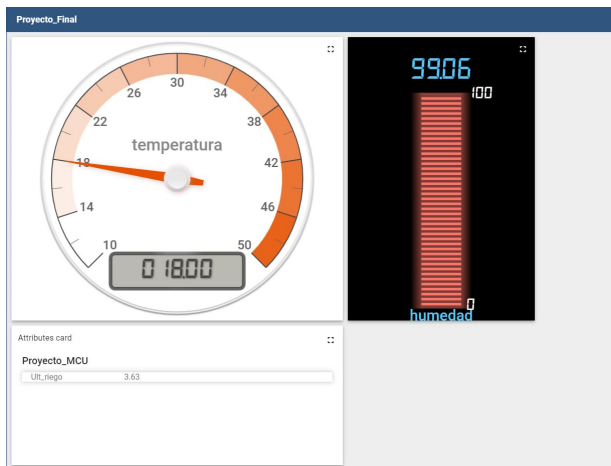 Proyecto_Final
30
26
34
22
38
temperatura
18
42
14
46
10
50
018.00
99.06
100
0
humedad
Attributes card
Proyecto_MCU
Ult_riego 3.63